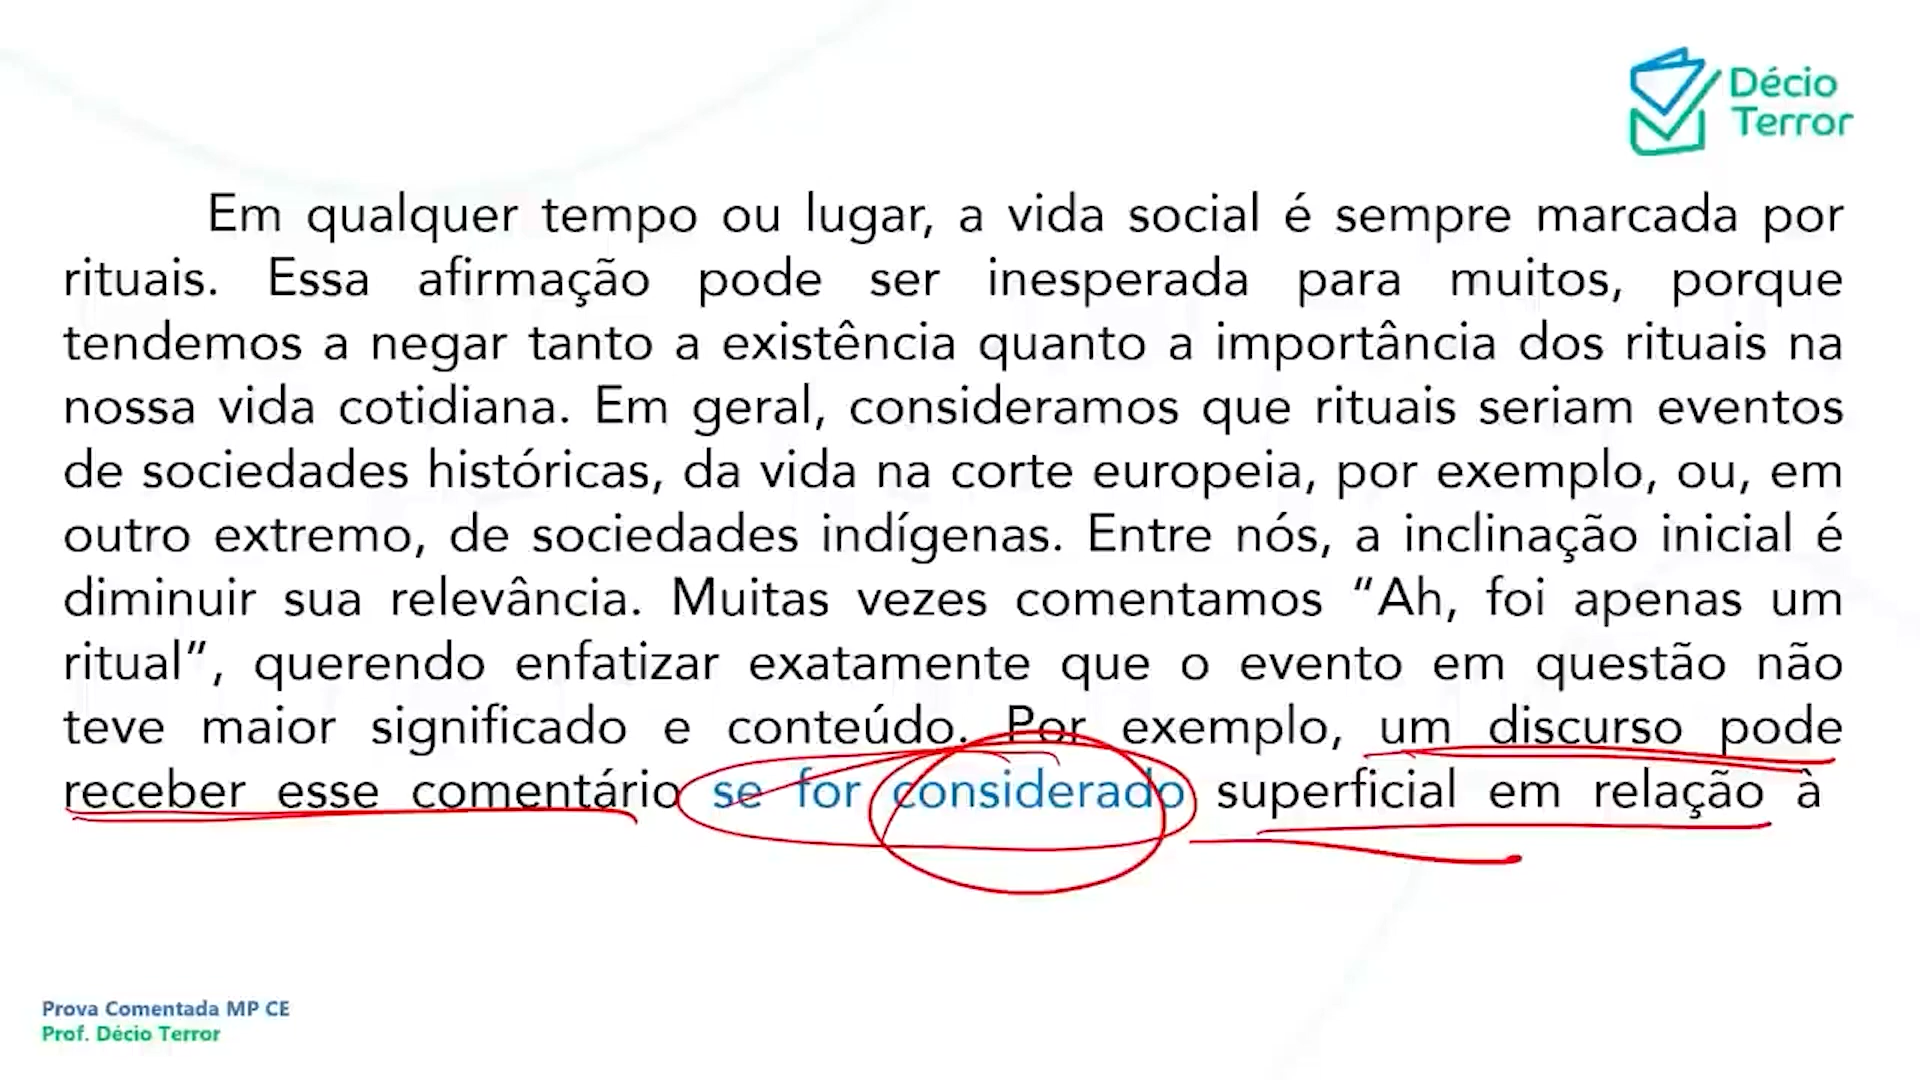 Décio
Terror
Em qualquer tempo ou lugar, a vida social é sempre marcada por
rituais. Essa afirmação pode ser inesperada para muitos, porque
tendemos a negar tanto a existência quanto a importância dos rituais na
nossa vida cotidiana. Em geral, consideramos que rituais seriam eventos
de sociedades históricas, da vida na corte europeia, por exemplo, ou, em
outro extremo, de sociedades indígenas. Entre nós, a inclinação inicial é
diminuir sua relevância. Muitas vezes comentamos “Ah, foi apenas um
ritual”, querendo enfatizar exatamente que o evento em questão não
teve maior significado e conteúdo. Por exemplo, um discurso pode
receber esse comentário se for considerado superficial em relação à
Prova Comentada MP CE
Prof. Décio Terror